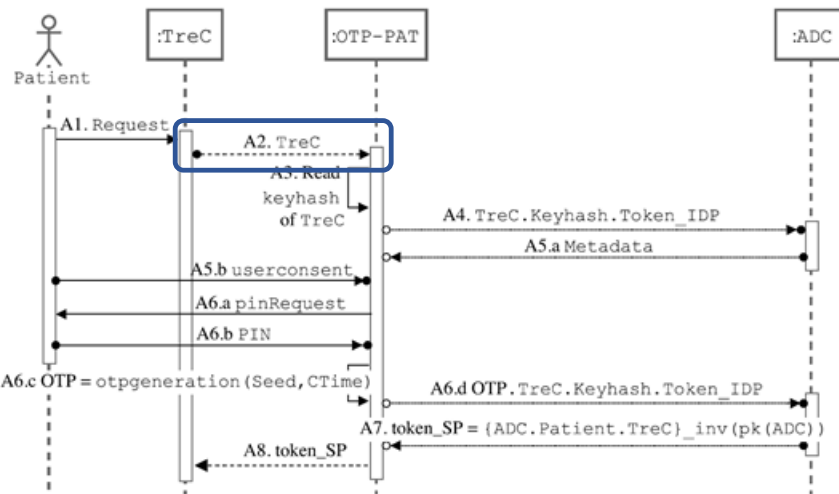 :TreC
:OTP-PAT
:ADC
Patient
A1. Request
A2. TreC
A3. Read
keyhash
of TreC
A4. TreC.Keyhash.Token_IDP
A5.a Metadata
A5.b userconsent
A6.a pinRequest
A6.b PIN
A6.c OTP = otpgeneration(Seed,CTime)
A6.d OTP.TreC.Keyhash.Token_IDP
A7. token_SP = {ADC.Patient.TreC}_inv(pk(ADC))
A8. token_SP